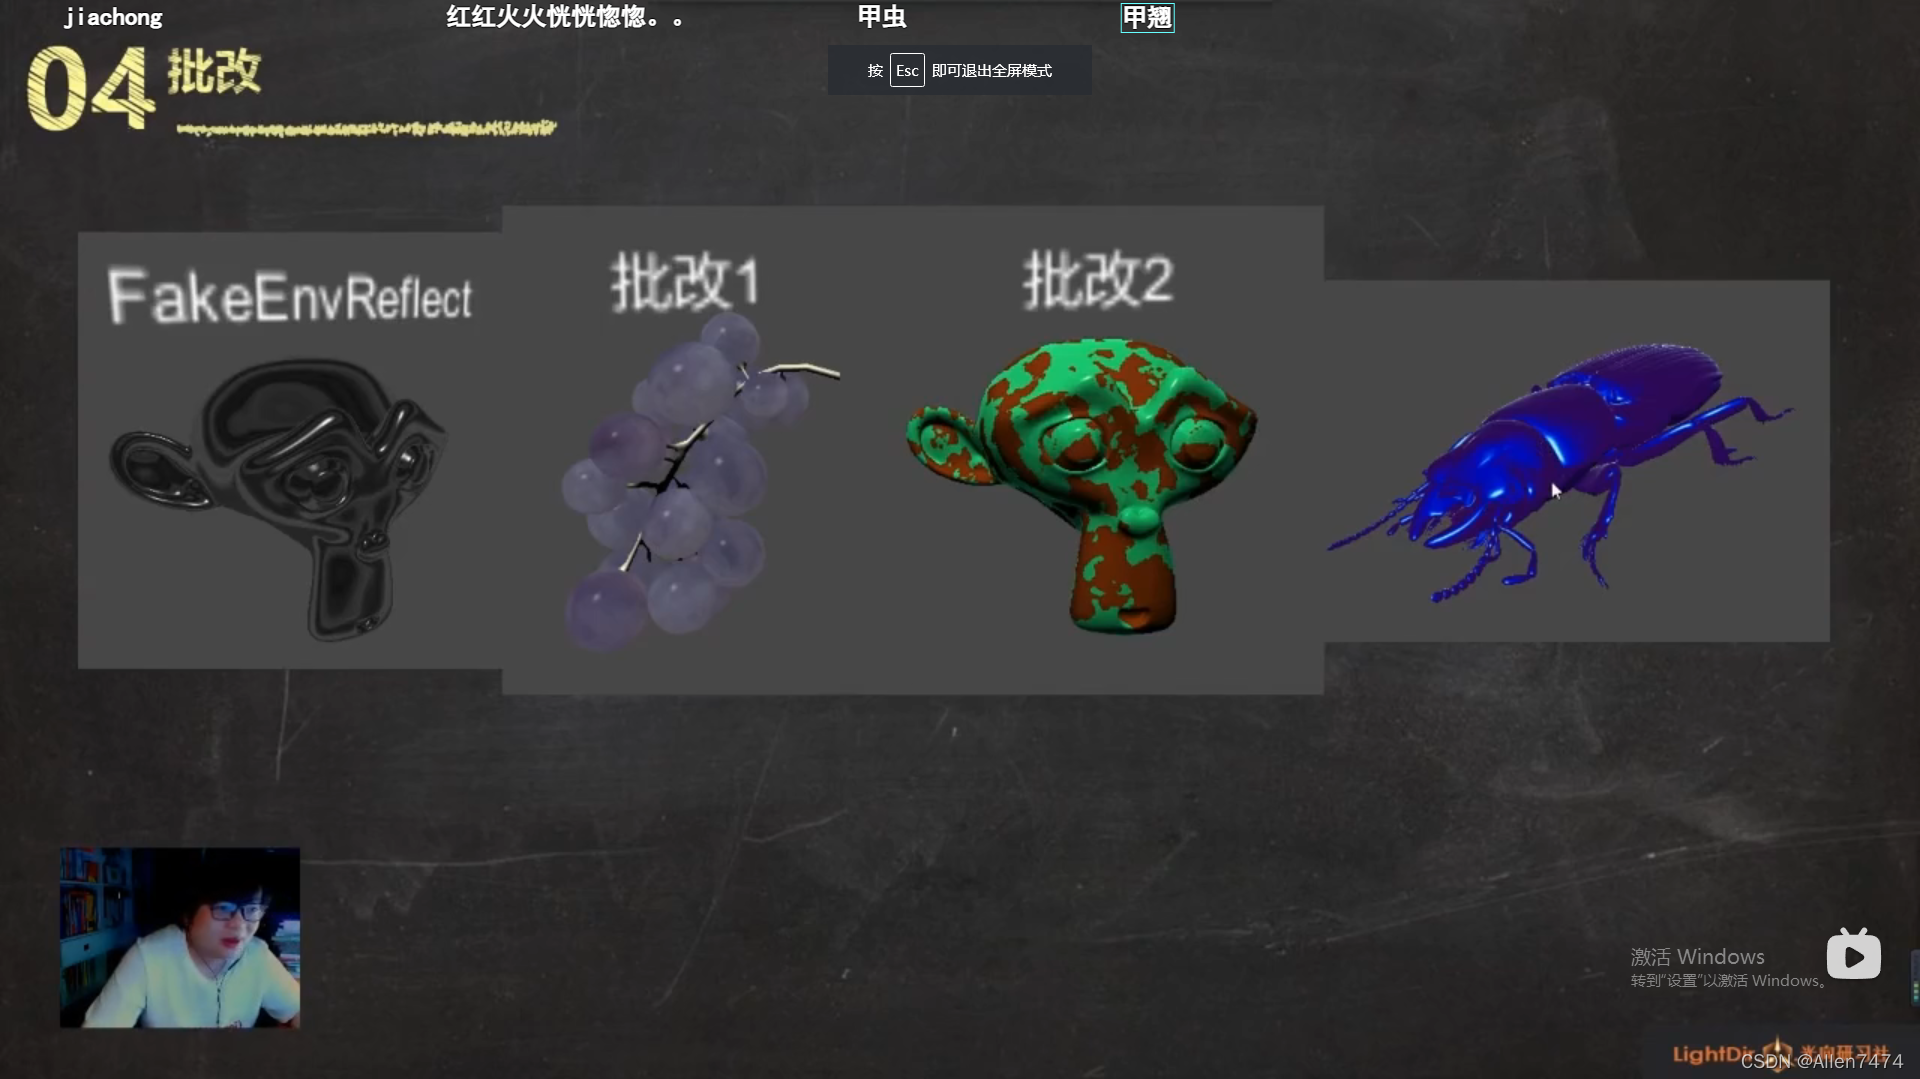 jiachong
红红火火恍恍惚惚。。
甲虫
甲翘
04 批改
按 Esc 即可退出全屏模式
FakeEnvReflect
批改1
批改2
激活 Windows
转到“设置”以激活 Windows。
LightDir
CSDN @Allen7474